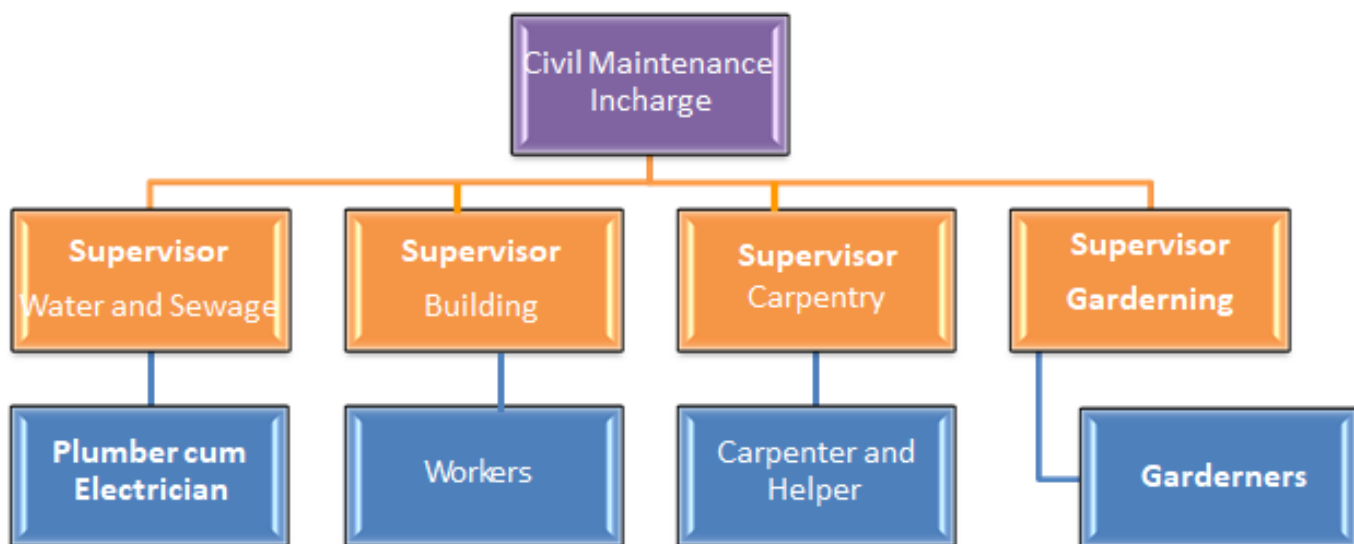 Civil Maintenance
Incharge
Supervisor
Water and Sewage
Supervisor
Building
Supervisor
Carpentry
Supervisor
Garderning
Plumber cum
Electrician
Workers
Carpenter and
Helper
Garderners